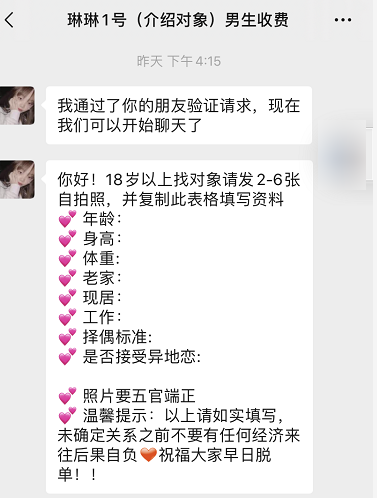 琳琳1号（介绍对象）男生收费
昨天 下午4:15
我通过了你的朋友验证请求，现在
我们可以开始聊天了
你好！18岁以上找对象请发2-6张
自拍照，并复制此表格填写资料
💕 年龄：
💕 身高：
💕 体重:
💕 老家：
💕 现居：
💕 工作：
💕 择偶标准:
💕 是否接受异地恋:
💕 照片要五官端正
💕 温馨提示：以上请如实填写，
未确定关系之前不要有任何经济来
往后果自负🧡祝福大家早日脱
单！！